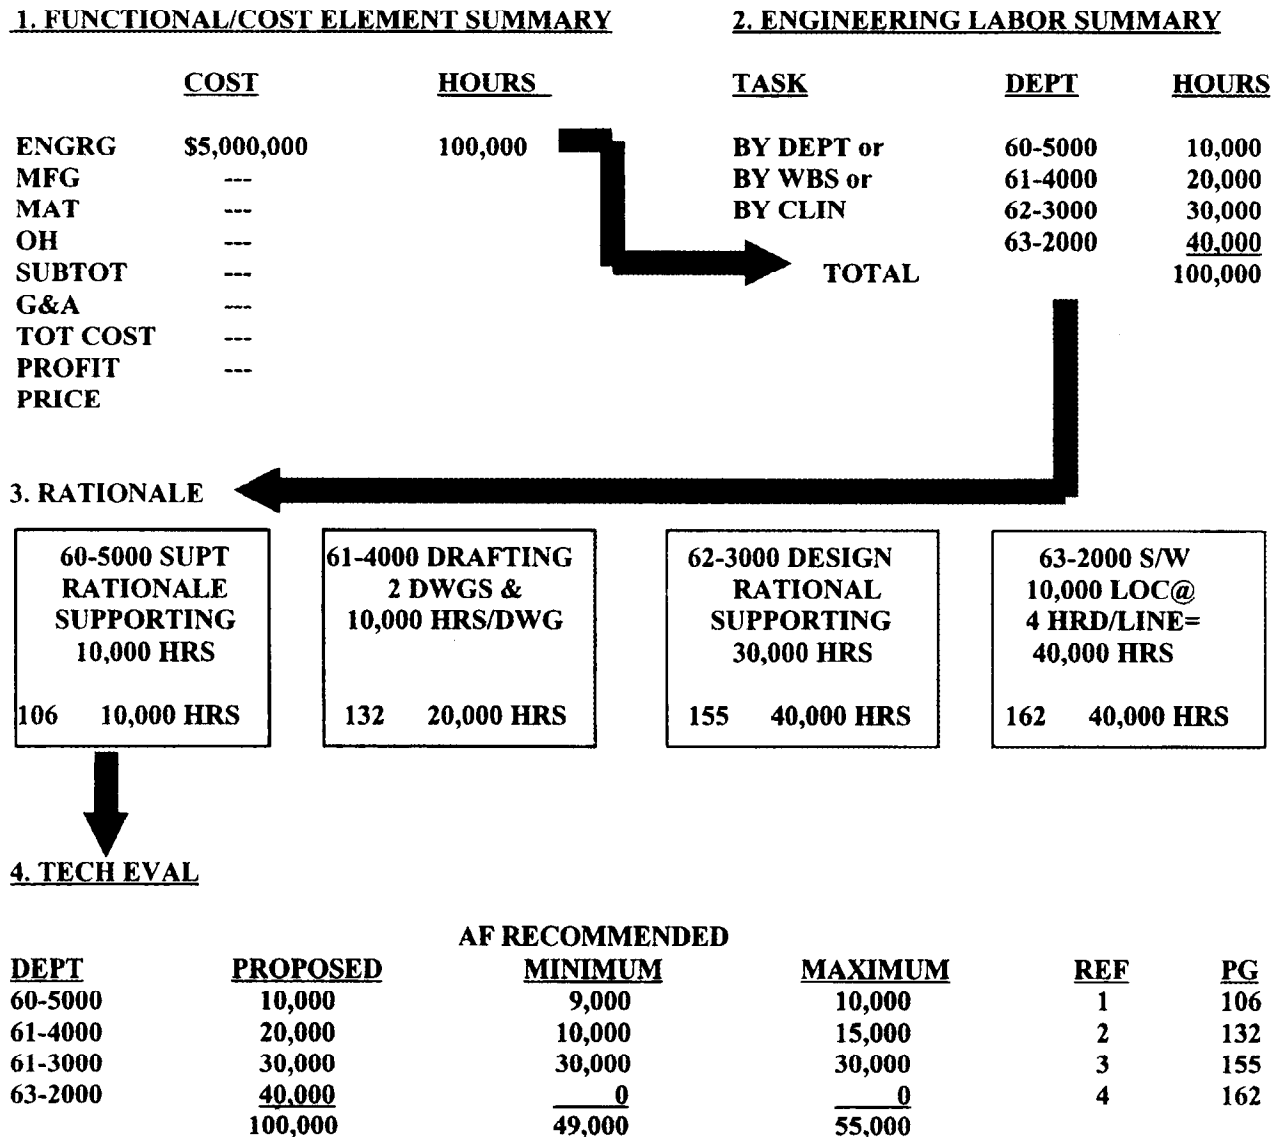 1. FUNCTIONAL/COST ELEMENT SUMMARY
COST HOURS
ENGRG $5,000,000 100,000
MFG ---
MAT ---
OH ---
SUBTOT ---
G&A ---
TOT COST ---
PROFIT ---
PRICE
2. ENGINEERING LABOR SUMMARY
TASK DEPT HOURS
BY DEPT or 60-5000 10,000
BY WBS or 61-4000 20,000
BY CLIN 62-3000 30,000
63-2000 40,000
TOTAL 100,000
3. RATIONALE
60-5000 SUPT
RATIONALE
SUPPORTING
10,000 HRS
106 10,000 HRS
61-4000 DRAFTING
2 DWGS &
10,000 HRS/DWG
132 20,000 HRS
62-3000 DESIGN
RATIONAL
SUPPORTING
30,000 HRS
155 40,000 HRS
63-2000 S/W
10,000 LOC@
4 HRD/LINE=
40,000 HRS
162 40,000 HRS
4. TECH EVAL
AF RECOMMENDED
DEPT PROPOSED MINIMUM MAXIMUM REF PG
60-5000 10,000 9,000 10,000 1 106
61-4000 20,000 10,000 15,000 2 132
61-3000 30,000 30,000 30,000 3 155
63-2000 40,000 0 0 4 162
100,000 49,000 55,000